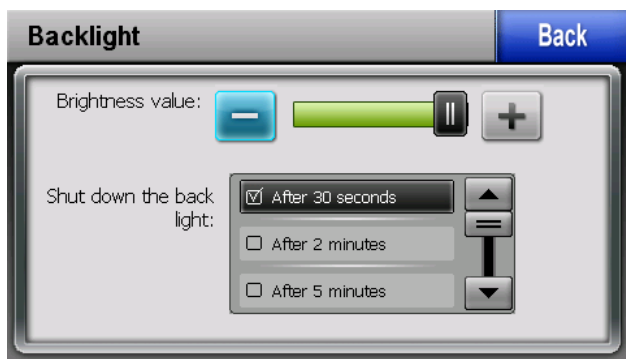 Backlight
Back
Brightness value:
Shut down the back
light:
After 30 seconds
After 2 minutes
After 5 minutes